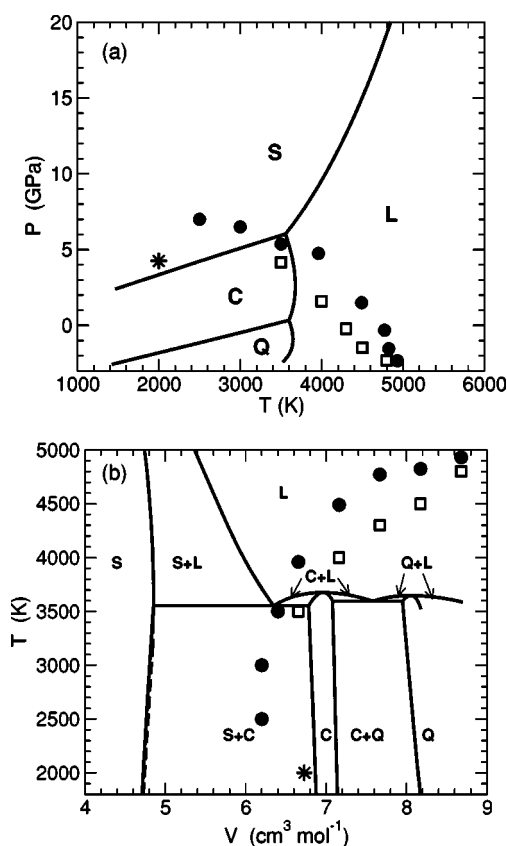 (a)
20
15
10
5
0
P (GPa)
S
L
C
Q
1000 2000 3000 4000 5000 6000
T (K)
(b)
5000
4500
4000
3500
3000
2500
2000
T (K)
L
S S+L
C+L Q+L
S+C C C+Q Q
4 5 6 7 8 9
V (cm³ mol⁻¹)